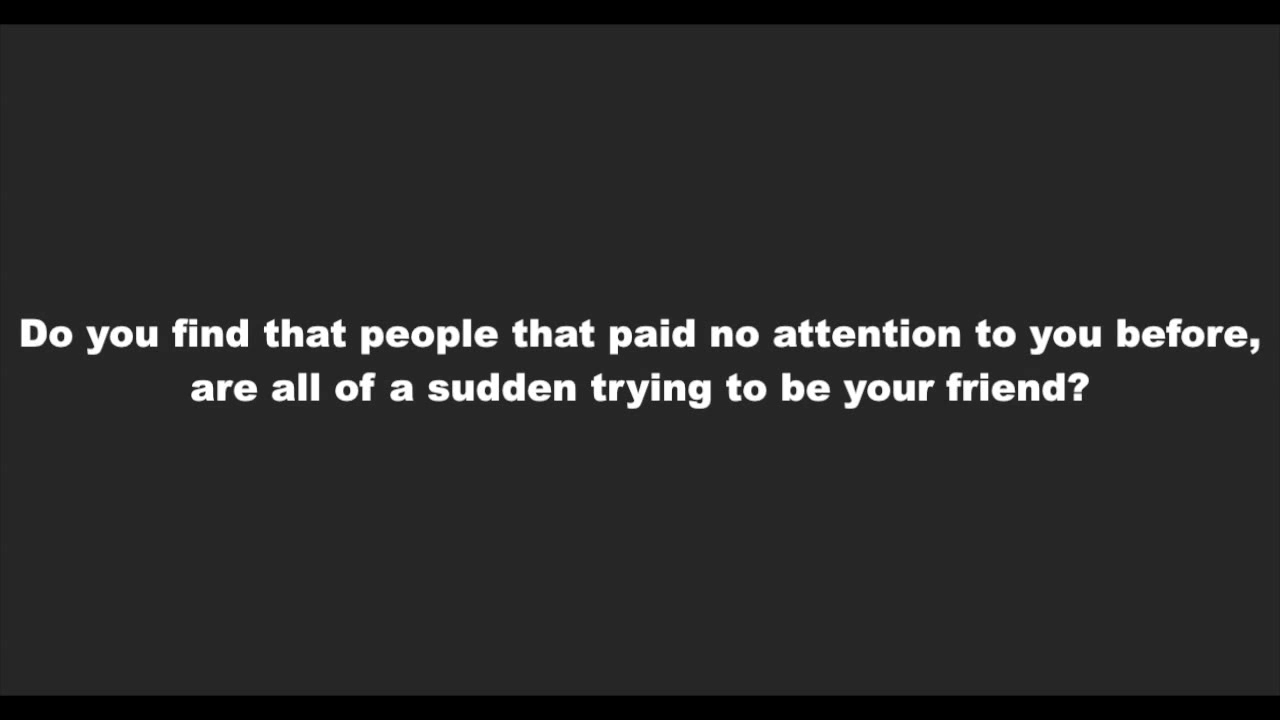 Do you find that people that paid no attention to you before,
are all of a sudden trying to be your friend?